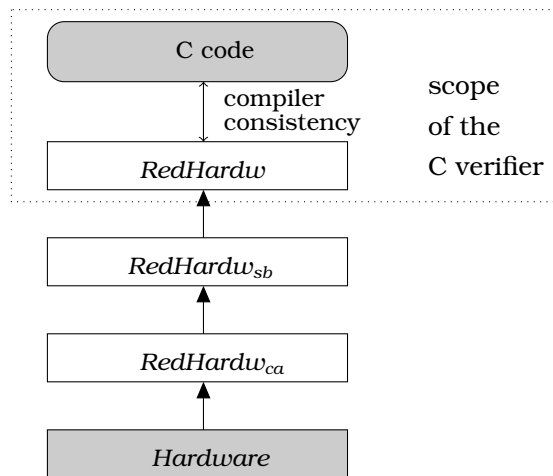 C code
compiler
consistency
scope
of the
C verifier
RedHardw
RedHardw_sb
RedHardw_ca
Hardware